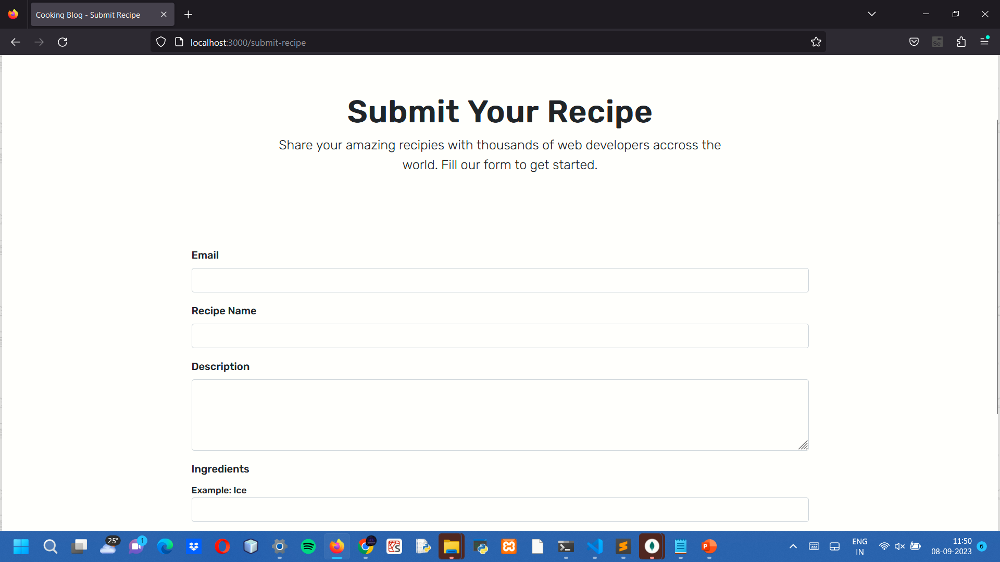 Cooking Blog - Submit Recipe
localhost:3000/submit-recipe
Se
Submit Your Recipe
Share your amazing recipies with thousands of web developers accross the
world. Fill our form to get started.
Email
Recipe Name
Description
Ingredients
Example: Ice
25°
1
P
ENG
IN
11:50
08-09-2023
6